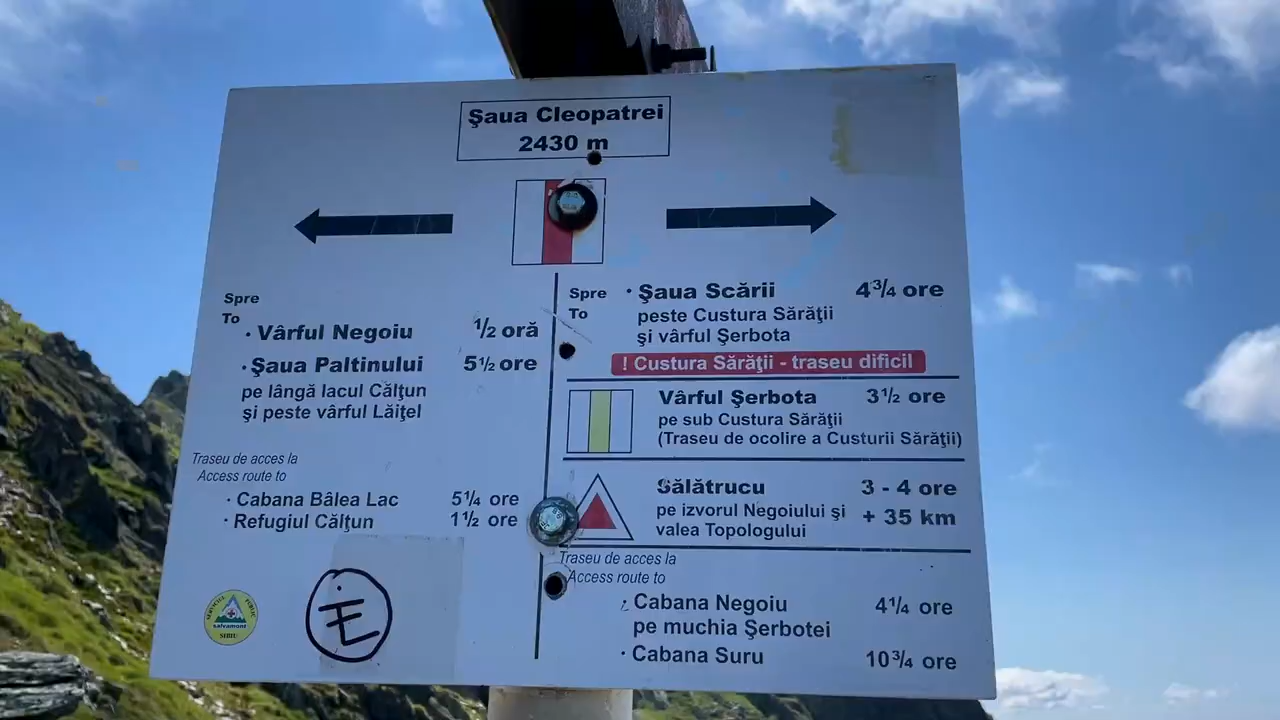 Şaua Cleopatrei
2430 m
Spre
To
· Vârful Negoiu 1/2 oră
· Şaua Paltinului 5 1/2 ore
pe lângă Iacul Călţun
şi peste vârful Lăiţel
Traseu de acces la
Access route to
· Cabana Bâlea Lac 5 1/4 ore
· Refugiul Călţun 1 1/2 ore
SERVICIUL PUBLIC
salvamont
SIBIU
Spre
To
· Şaua Scării 4 3/4 ore
peste Custura Sărăţii
şi vârful Şerbota
! Custura Sărăţii - traseu dificil
Vârful Şerbota 3 1/2 ore
pe sub Custura Sărăţii
(Traseu de ocolire a Custurii Sărăţii)
Sălătrucu 3 - 4 ore
pe izvorul Negoiului şi + 35 km
valea Topologului
Traseu de acces la
Access route to
· Cabana Negoiu 4 1/4 ore
pe muchia Şerbotei
· Cabana Suru 10 3/4 ore